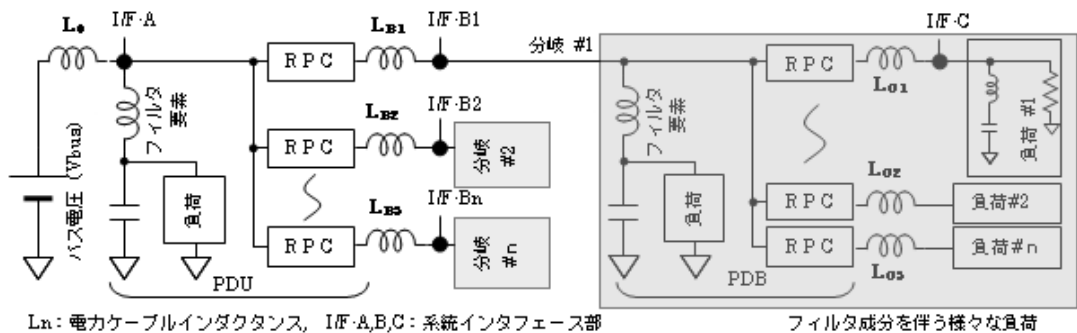 L₀ I/F-A L_B1 I/F-B1 分岐 #1 I/F-C
RPC RPC L_O1
フィルタ要素
L_B2 I/F-B2
フィルタ要素
負荷 #1
バス電圧 (Vbus)
RPC 分岐 #2
負荷 I/F-Bn 負荷 RPC L_O2 負荷#2
RPC L_B3 分岐 #n RPC L_O3 負荷#n
PDU PDB
Ln：電力ケーブルインダクタンス, I/F-A,B,C：系統インタフェース部 フィルタ成分を伴う様々な負荷